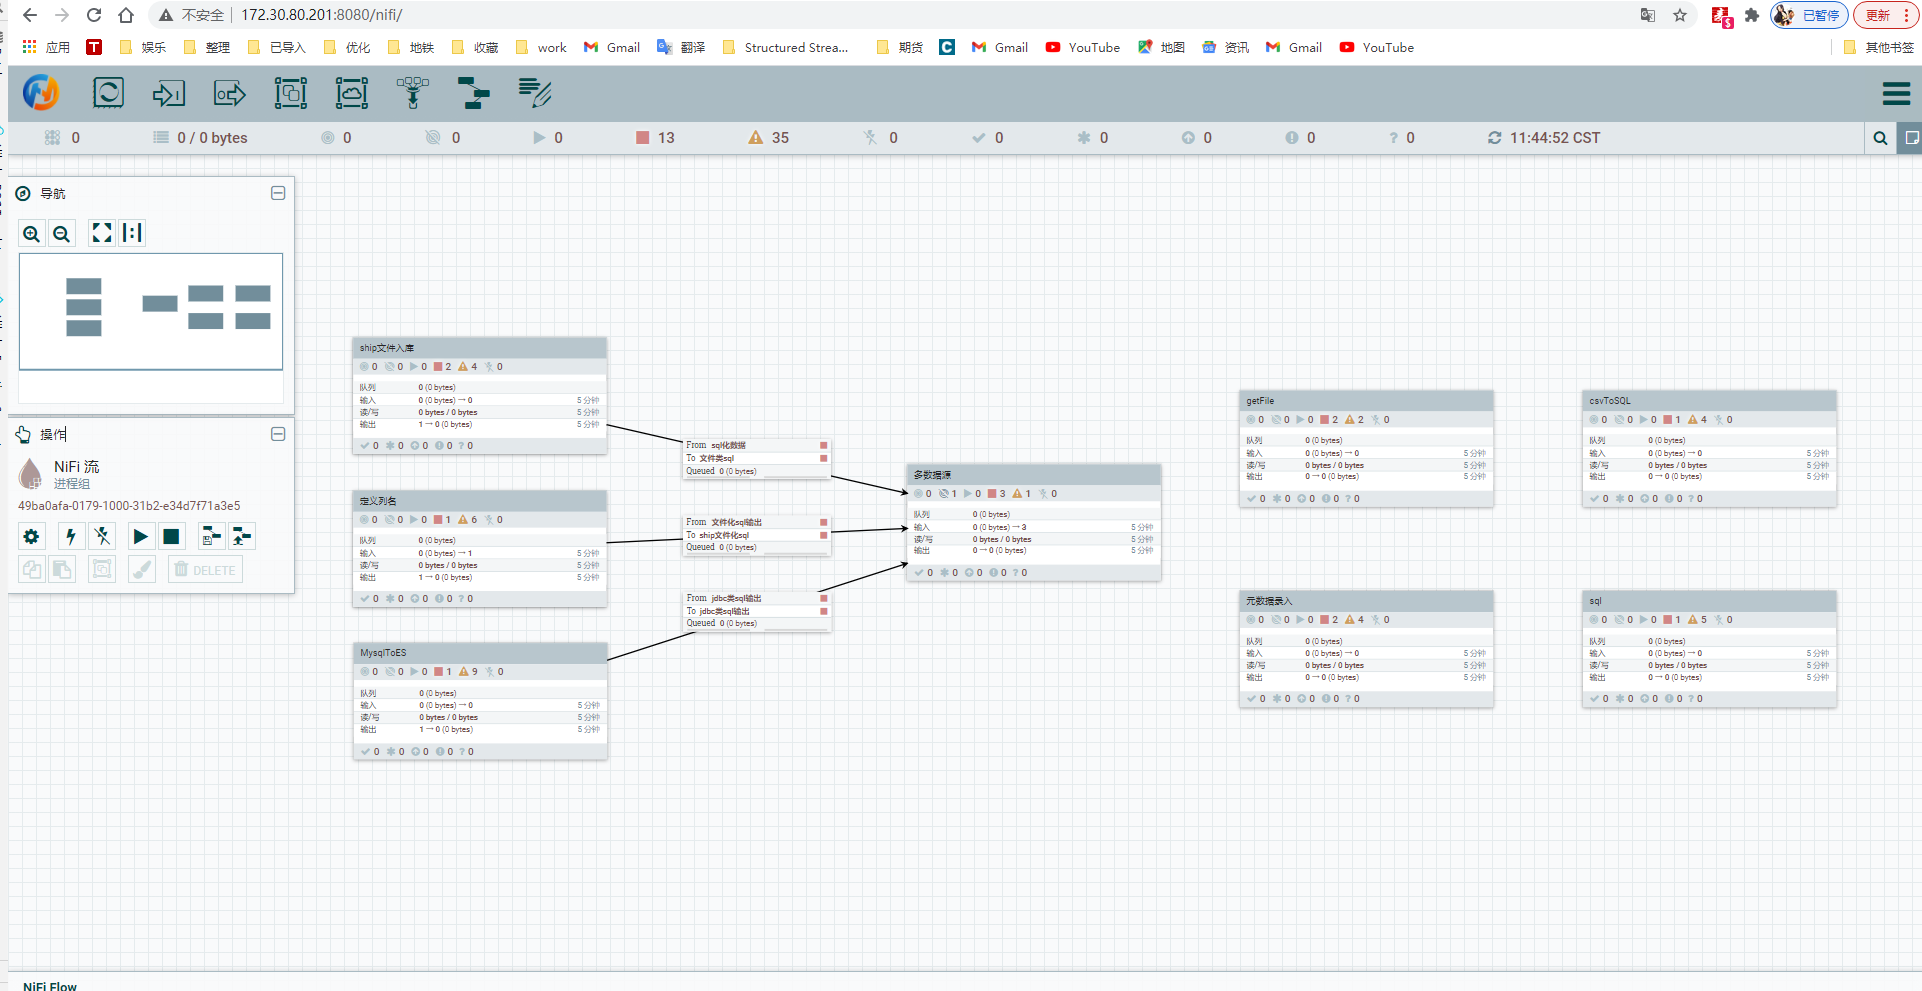 不安全 172.30.80.201:8080/nifi/ 已暂停 更新
应用 娱乐 整理 已导入 优化 地铁 收藏 work Gmail 翻译 Structured Strea... 期货 Gmail YouTube 地图 资讯 Gmail YouTube 其他书签
0 0 / 0 bytes 0 0 0 13 35 0 0 0 0 0 ? 0 11:44:52 CST
导航
操作
NiFi 流
进程组
49ba0afa-0179-1000-31b2-e34d7f71a3e5
DELETE
ship文件入库
0 0 0 2 4 0
队列 0 (0 bytes)
输入 0 (0 bytes) → 0 5 分钟
读/写 0 bytes / 0 bytes 5 分钟
输出 1 → 0 (0 bytes) 5 分钟
0 0 0 0 ? 0
定义列名
0 0 0 1 6 0
队列 0 (0 bytes)
输入 0 (0 bytes) → 1 5 分钟
读/写 0 bytes / 0 bytes 5 分钟
输出 1 → 0 (0 bytes) 5 分钟
0 0 0 0 ? 0
MysqlToES
0 0 0 1 9 0
队列 0 (0 bytes)
输入 0 (0 bytes) → 0 5 分钟
读/写 0 bytes / 0 bytes 5 分钟
输出 1 → 0 (0 bytes) 5 分钟
0 0 0 0 ? 0
From sql化数据
To 文件类sql
Queued 0 (0 bytes)
From 文件化sql输出
To ship文件化sql
Queued 0 (0 bytes)
From jdbc类sql输出
To jdbc类sql输出
Queued 0 (0 bytes)
多数据源
0 1 0 3 1 0
队列 0 (0 bytes)
输入 0 (0 bytes) → 3 5 分钟
读/写 0 bytes / 0 bytes 5 分钟
输出 0 → 0 (0 bytes) 5 分钟
0 0 0 0 ? 0
getFile
0 0 0 2 2 0
队列 0 (0 bytes)
输入 0 (0 bytes) → 0 5 分钟
读/写 0 bytes / 0 bytes 5 分钟
输出 0 → 0 (0 bytes) 5 分钟
0 0 0 0 ? 0
csvToSQL
0 0 0 1 4 0
队列 0 (0 bytes)
输入 0 (0 bytes) → 0 5 分钟
读/写 0 bytes / 0 bytes 5 分钟
输出 0 → 0 (0 bytes) 5 分钟
0 0 0 0 ? 0
元数据录入
0 0 0 2 4 0
队列 0 (0 bytes)
输入 0 (0 bytes) → 0 5 分钟
读/写 0 bytes / 0 bytes 5 分钟
输出 0 → 0 (0 bytes) 5 分钟
0 0 0 0 ? 0
sql
0 0 0 1 5 0
队列 0 (0 bytes)
输入 0 (0 bytes) → 0 5 分钟
读/写 0 bytes / 0 bytes 5 分钟
输出 0 → 0 (0 bytes) 5 分钟
0 0 0 0 ? 0
NiFi Flow